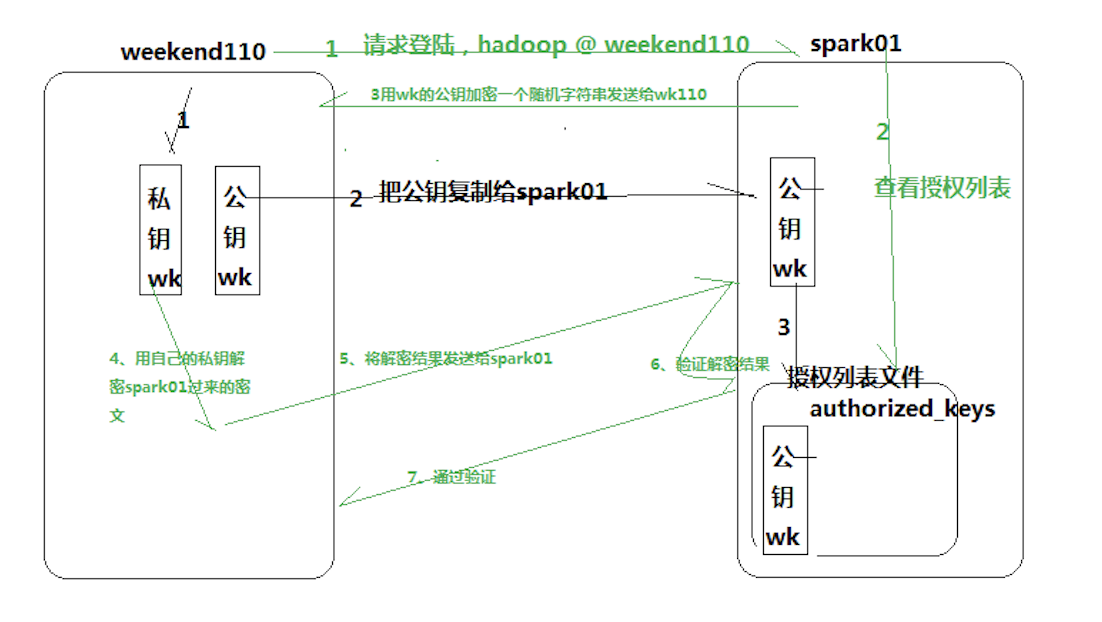 weekend110
1 请求登陆，hadoop @ weekend110
spark01
3用wk的公钥加密一个随机字符串发送给wk110
1
2
私
钥
wk
公
钥
wk
2 把公钥复制给spark01
公
钥
wk
查看授权列表
3
4、用自己的私钥解
密spark01过来的密
文
5、将解密结果发送给spark01
6、验证解密结果
授权列表文件
authorized_keys
公
钥
wk
7、通过验证